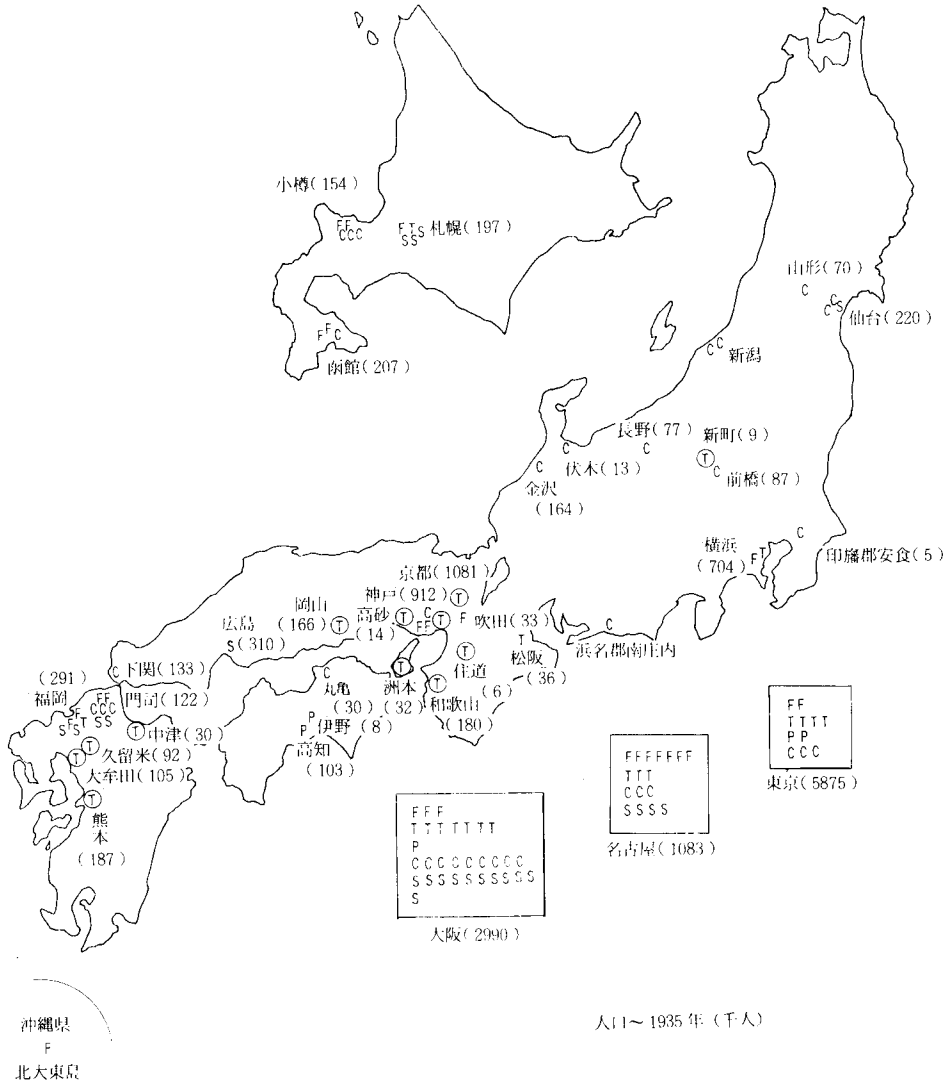 小樽(154)
FF
CCC
FTS 札幌(197)
SS
FFC
函館(207)
山形(70)
C
C
CS
仙台(220)
CC
新潟
長野(77)
C
新町(9)
T
C
前橋(87)
C
伏木(13)
C
金沢
(164)
C
印旛郡安食(5)
横浜
(704)
FT
京都(1081)
T
神戸(912)
高砂
(14)
T
C
FF
T
F
吹田(33)
岡山
(166)
T
広島
S(310)
T
松阪
(36)
C
浜名郡南庄内
T
住道
(6)
T
和歌山
(180)
T
洲本
(32)
C
丸亀
(30)
P
P
伊野(8)
高知
(103)
C
下関(133)
門司(122)
FF
CCC
SS
(291)
福岡
F
SFST
T
中津(30)
T
久留米(92)
T
大牟田(105)
T
熊本
(187)
FF
TTTT
PP
CCC
東京(5875)
FFFFFFF
TTT
CCC
SSSS
名古屋(1083)
FFF
TTTTTTT
P
CCCCCCCCC
SSSSSSSSSS
S
大阪(2990)
沖縄県
F
北大東島
人口~1935年(千人)